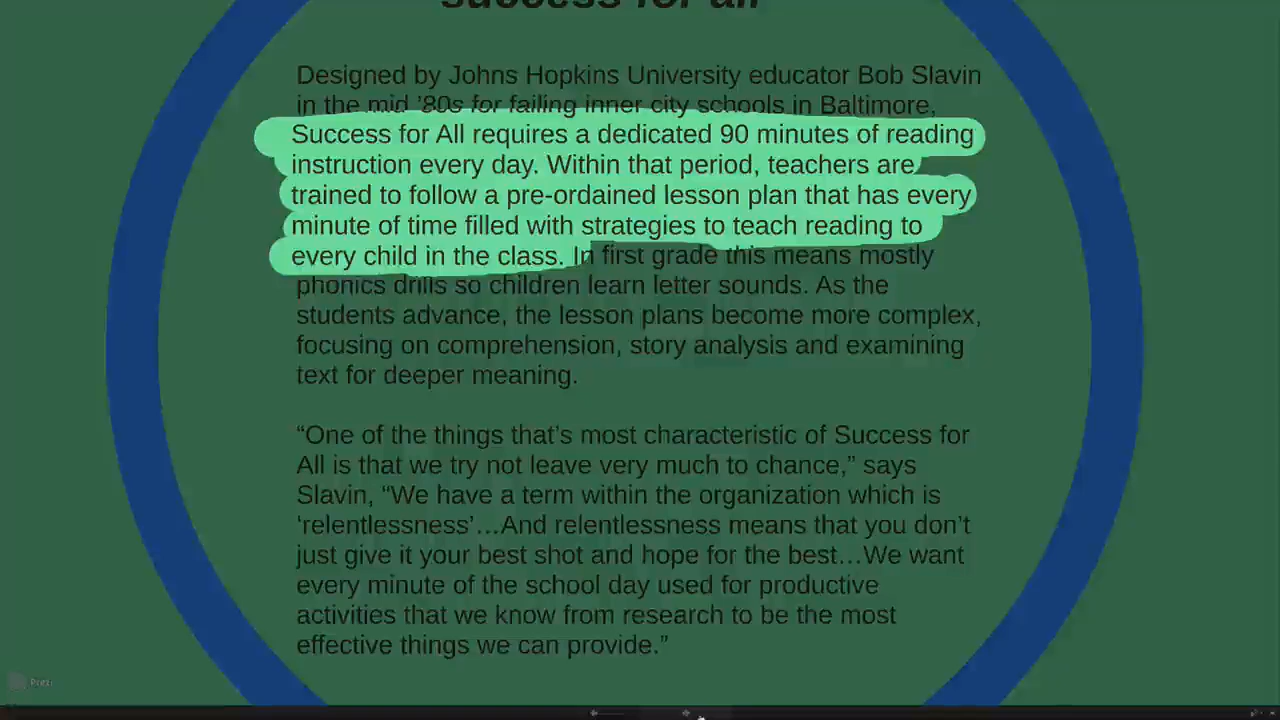 success for all
Designed by Johns Hopkins University educator Bob Slavin
in the mid '80s for failing inner city schools in Baltimore,
Success for All requires a dedicated 90 minutes of reading
instruction every day. Within that period, teachers are
trained to follow a pre-ordained lesson plan that has every
minute of time filled with strategies to teach reading to
every child in the class. In first grade this means mostly
phonics drills so children learn letter sounds. As the
students advance, the lesson plans become more complex,
focusing on comprehension, story analysis and examining
text for deeper meaning.
“One of the things that’s most characteristic of Success for
All is that we try not leave very much to chance,” says
Slavin, “We have a term within the organization which is
‘relentlessness’…And relentlessness means that you don’t
just give it your best shot and hope for the best…We want
every minute of the school day used for productive
activities that we know from research to be the most
effective things we can provide.”
Prezi